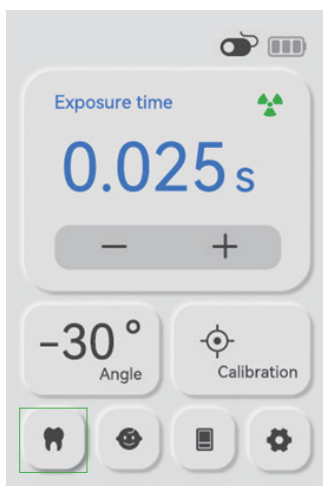 Exposure time
0.025 s
− +
-30°
Angle
Calibration